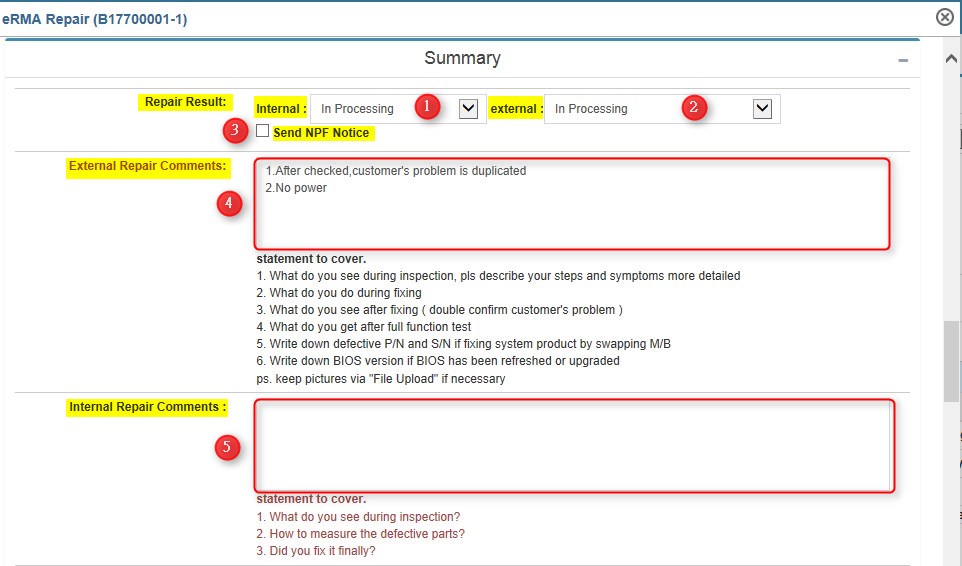 eRMA Repair (B17700001-1)
Summary
Repair Result:
Internal : In Processing 1 external : In Processing 2
3 Send NPF Notice
External Repair Comments:
4
1.After checked,customer's problem is duplicated
2.No power
statement to cover.
1. What do you see during inspection, pls describe your steps and symptoms more detailed
2. What do you do during fixing
3. What do you see after fixing ( double confirm customer's problem )
4. What do you get after full function test
5. Write down defective P/N and S/N if fixing system product by swapping M/B
6. Write down BIOS version if BIOS has been refreshed or upgraded
ps. keep pictures via "File Upload" if necessary
Internal Repair Comments :
5
statement to cover.
1. What do you see during inspection?
2. How to measure the defective parts?
3. Did you fix it finally?